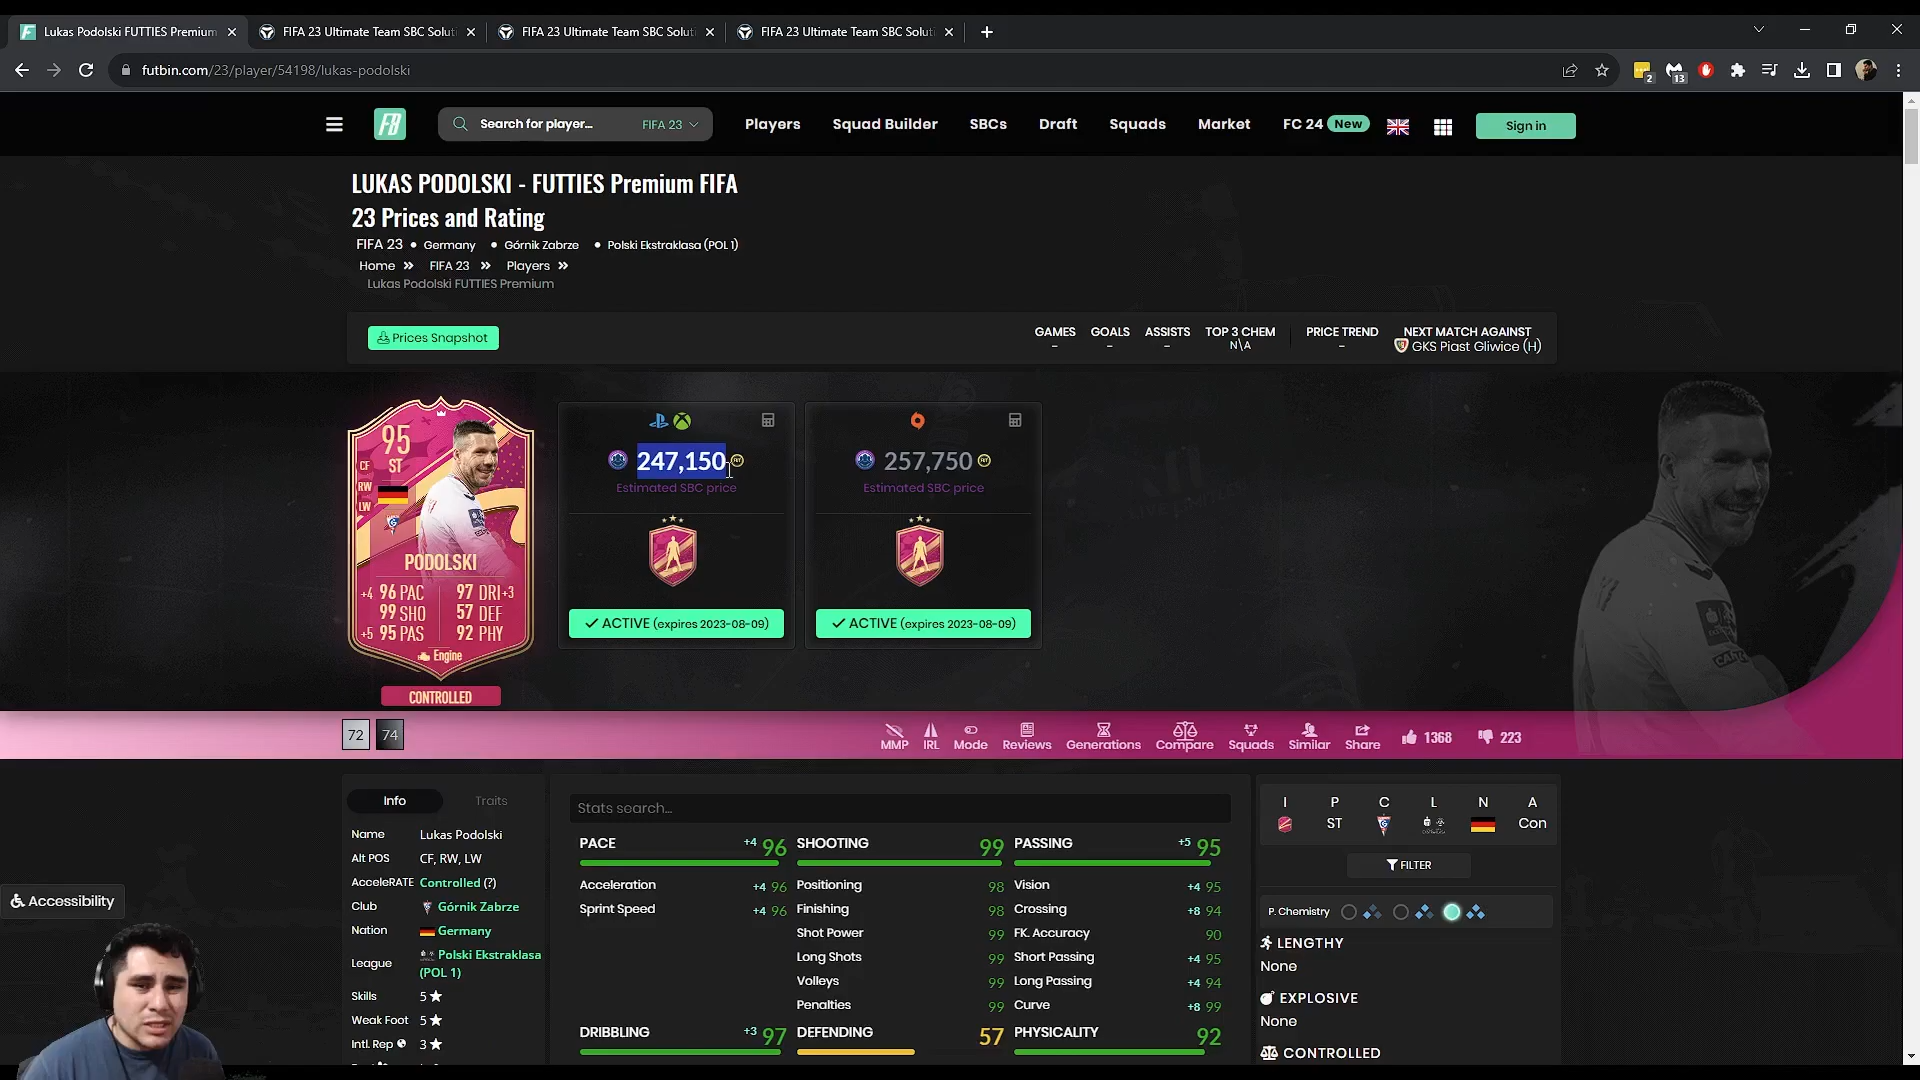 Lukas Podolski FUTTIES Premium
FIFA 23 Ultimate Team SBC Soluti
FIFA 23 Ultimate Team SBC Soluti
FIFA 23 Ultimate Team SBC Soluti
futbin.com/23/player/54198/lukas-podolski
2
13
FB
Search for player...
FIFA 23
Players
Squad Builder
SBCs
Draft
Squads
Market
FC 24 New
Sign in
LUKAS PODOLSKI - FUTTIES Premium FIFA
23 Prices and Rating
FIFA 23 • Germany • Górnik Zabrze • Polski Ekstraklasa (POL 1)
Home » FIFA 23 » Players »
Lukas Podolski FUTTIES Premium
Prices Snapshot
GAMES
-
GOALS
-
ASSISTS
-
TOP 3 CHEM
N\A
PRICE TREND
-
NEXT MATCH AGAINST
GKS Piast Gliwice (H)
95
ST
CF
RW
LW
PODOLSKI
+4 96 PAC
97 DRI +3
99 SHO
57 DEF
+5 95 PAS
92 PHY
Engine
CONTROLLED
247,150
Estimated SBC price
ACTIVE (expires 2023-08-09)
257,750
Estimated SBC price
ACTIVE (expires 2023-08-09)
72
74
MMP
IRL
Mode
Reviews
Generations
Compare
Squads
Similar
Share
1368
223
Info
Traits
Name Lukas Podolski
Alt POS CF, RW, LW
AcceleRATE Controlled (?)
Club Górnik Zabrze
Nation Germany
League Polski Ekstraklasa
(POL 1)
Skills 5
Weak Foot 5
Intl. Rep 3
Stats search...
PACE +4 96
Acceleration +4 96
Sprint Speed +4 96
SHOOTING 99
Positioning 98
Finishing 98
Shot Power 99
Long Shots 99
Volleys 99
Penalties 99
PASSING +5 95
Vision +4 95
Crossing +8 94
FK. Accuracy 90
Short Passing +4 95
Long Passing +4 94
Curve +8 99
DRIBBLING +3 97
DEFENDING 57
PHYSICALITY 92
I P C L N A
ST
Con
FILTER
P. Chemistry
LENGTHY
None
EXPLOSIVE
None
CONTROLLED
Accessibility